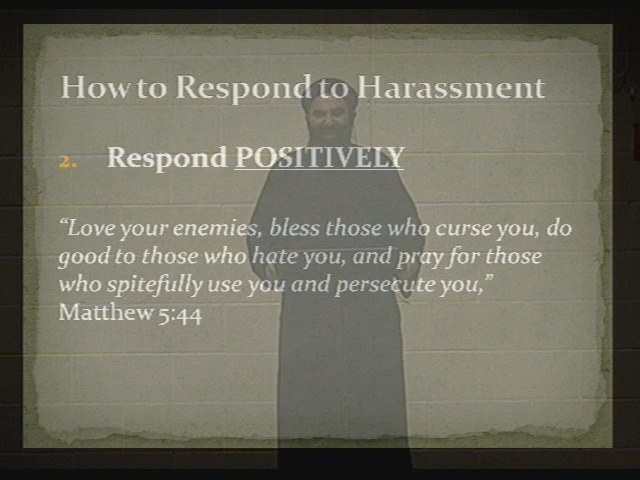 How to Respond to Harassment
2. Respond POSITIVELY
“Love your enemies, bless those who curse you, do
good to those who hate you, and pray for those
who spitefully use you and persecute you,”
Matthew 5:44